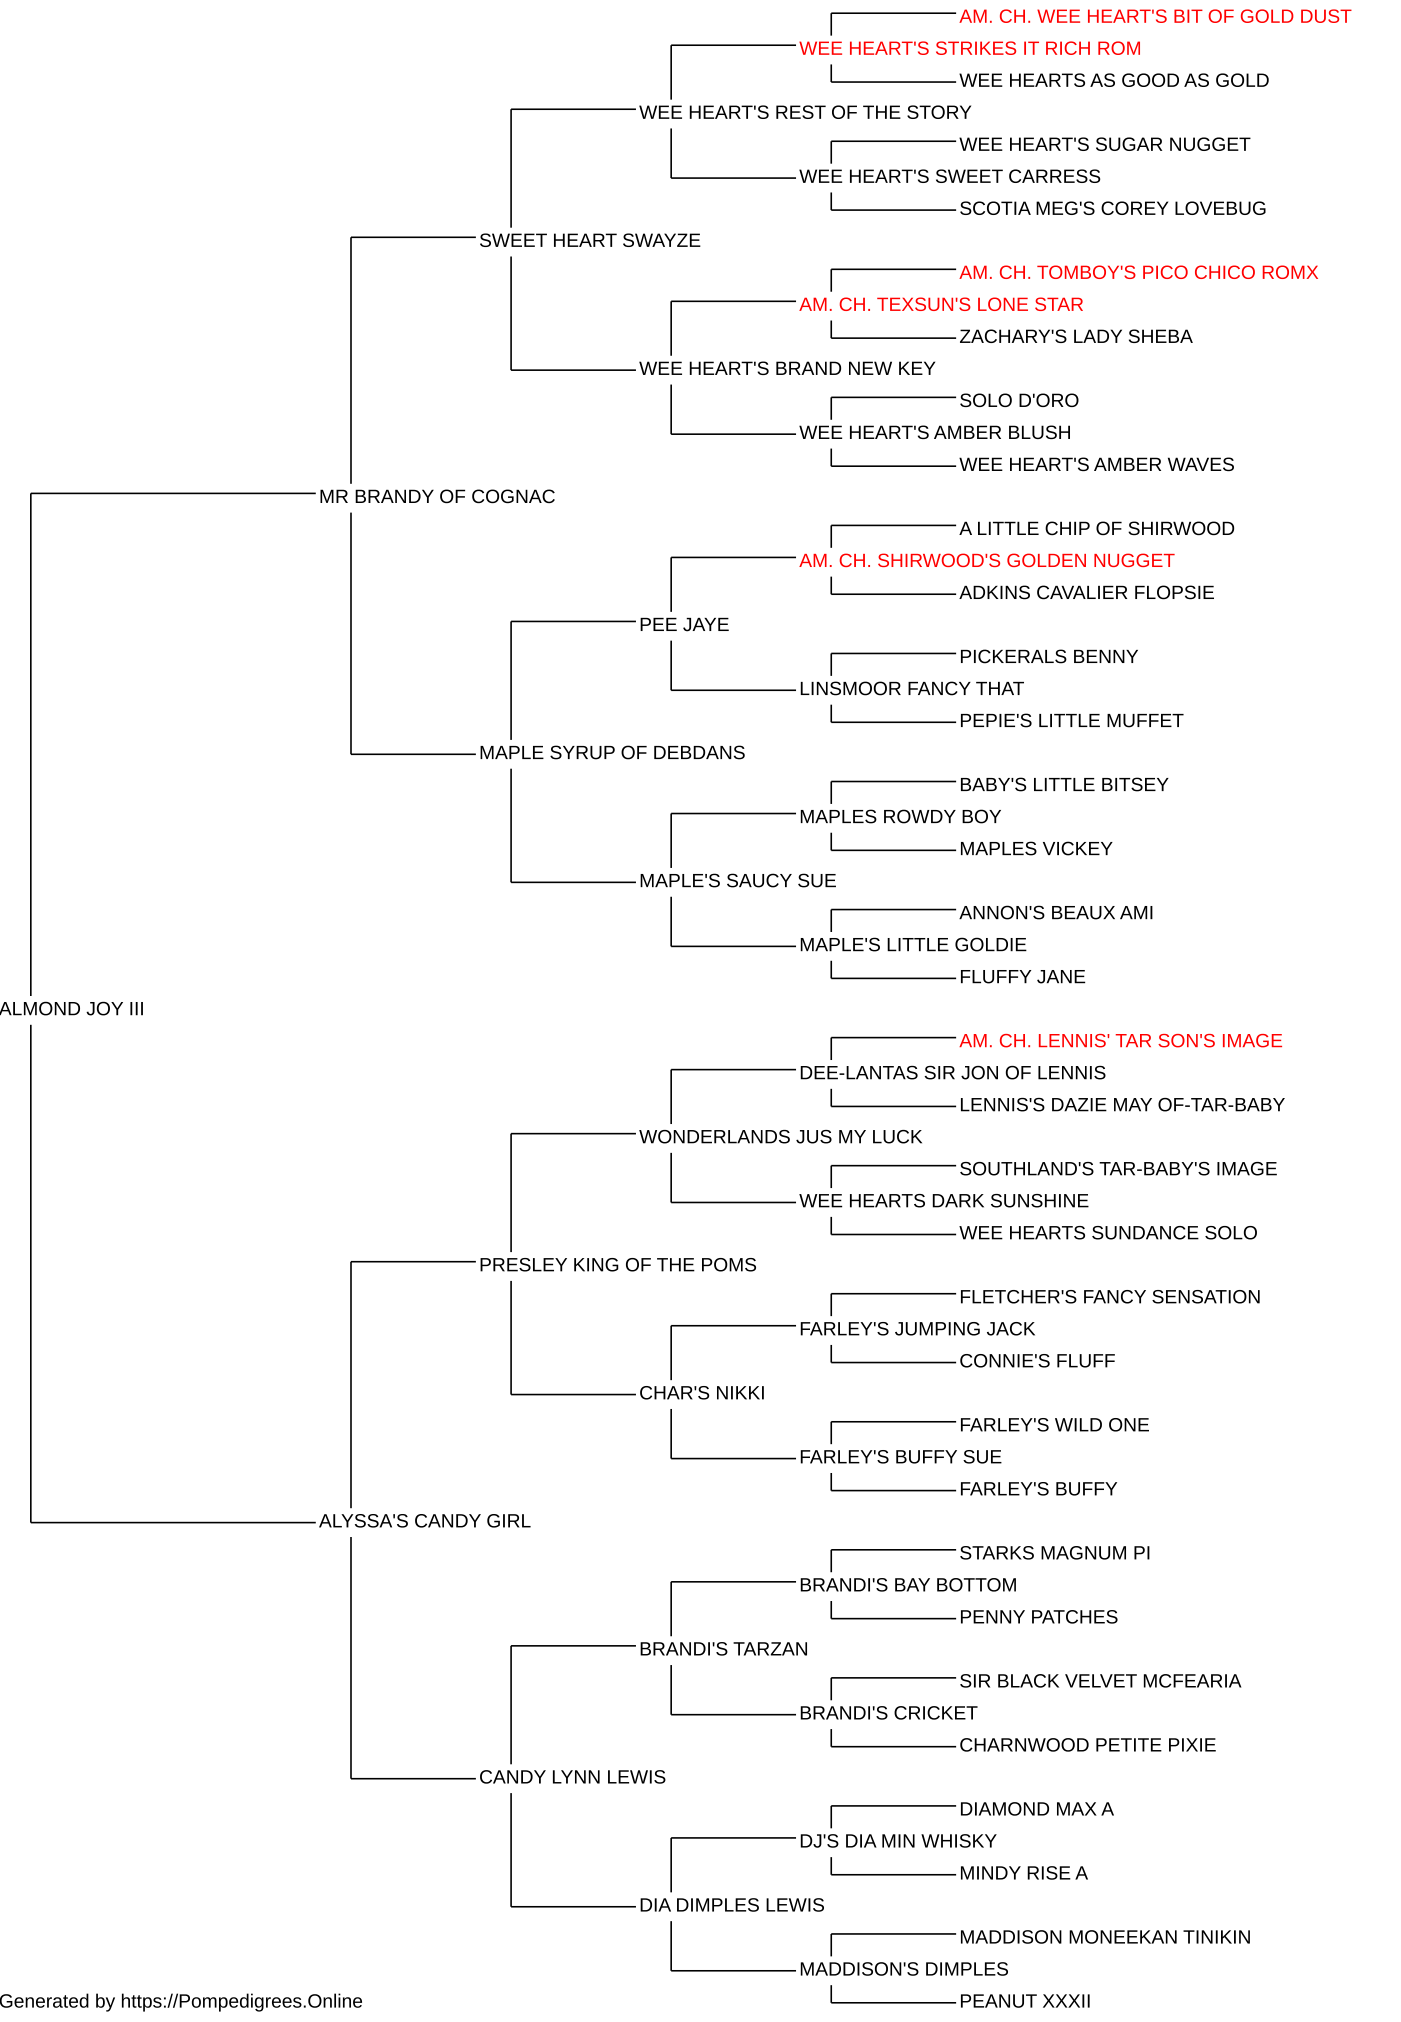 AM. CH. WEE HEART'S BIT OF GOLD DUST
WEE HEART'S STRIKES IT RICH ROM
WEE HEARTS AS GOOD AS GOLD
WEE HEART'S REST OF THE STORY
WEE HEART'S SUGAR NUGGET
WEE HEART'S SWEET CARRESS
SCOTIA MEG'S COREY LOVEBUG
SWEET HEART SWAYZE
AM. CH. TOMBOY'S PICO CHICO ROMX
AM. CH. TEXSUN'S LONE STAR
ZACHARY'S LADY SHEBA
WEE HEART'S BRAND NEW KEY
SOLO D'ORO
WEE HEART'S AMBER BLUSH
WEE HEART'S AMBER WAVES
MR BRANDY OF COGNAC
A LITTLE CHIP OF SHIRWOOD
AM. CH. SHIRWOOD'S GOLDEN NUGGET
ADKINS CAVALIER FLOPSIE
PEE JAYE
PICKERALS BENNY
LINSMOOR FANCY THAT
PEPIE'S LITTLE MUFFET
MAPLE SYRUP OF DEBDANS
BABY'S LITTLE BITSEY
MAPLES ROWDY BOY
MAPLES VICKEY
MAPLE'S SAUCY SUE
ANNON'S BEAUX AMI
MAPLE'S LITTLE GOLDIE
FLUFFY JANE
ALMOND JOY III
AM. CH. LENNIS' TAR SON'S IMAGE
DEE-LANTAS SIR JON OF LENNIS
LENNIS'S DAZIE MAY OF-TAR-BABY
WONDERLANDS JUS MY LUCK
SOUTHLAND'S TAR-BABY'S IMAGE
WEE HEARTS DARK SUNSHINE
WEE HEARTS SUNDANCE SOLO
PRESLEY KING OF THE POMS
FLETCHER'S FANCY SENSATION
FARLEY'S JUMPING JACK
CONNIE'S FLUFF
CHAR'S NIKKI
FARLEY'S WILD ONE
FARLEY'S BUFFY SUE
FARLEY'S BUFFY
ALYSSA'S CANDY GIRL
STARKS MAGNUM PI
BRANDI'S BAY BOTTOM
PENNY PATCHES
BRANDI'S TARZAN
SIR BLACK VELVET MCFEARIA
BRANDI'S CRICKET
CHARNWOOD PETITE PIXIE
CANDY LYNN LEWIS
DIAMOND MAX A
DJ'S DIA MIN WHISKY
MINDY RISE A
DIA DIMPLES LEWIS
MADDISON MONEEKAN TINIKIN
MADDISON'S DIMPLES
PEANUT XXXII
Generated by https://Pompedigrees.Online